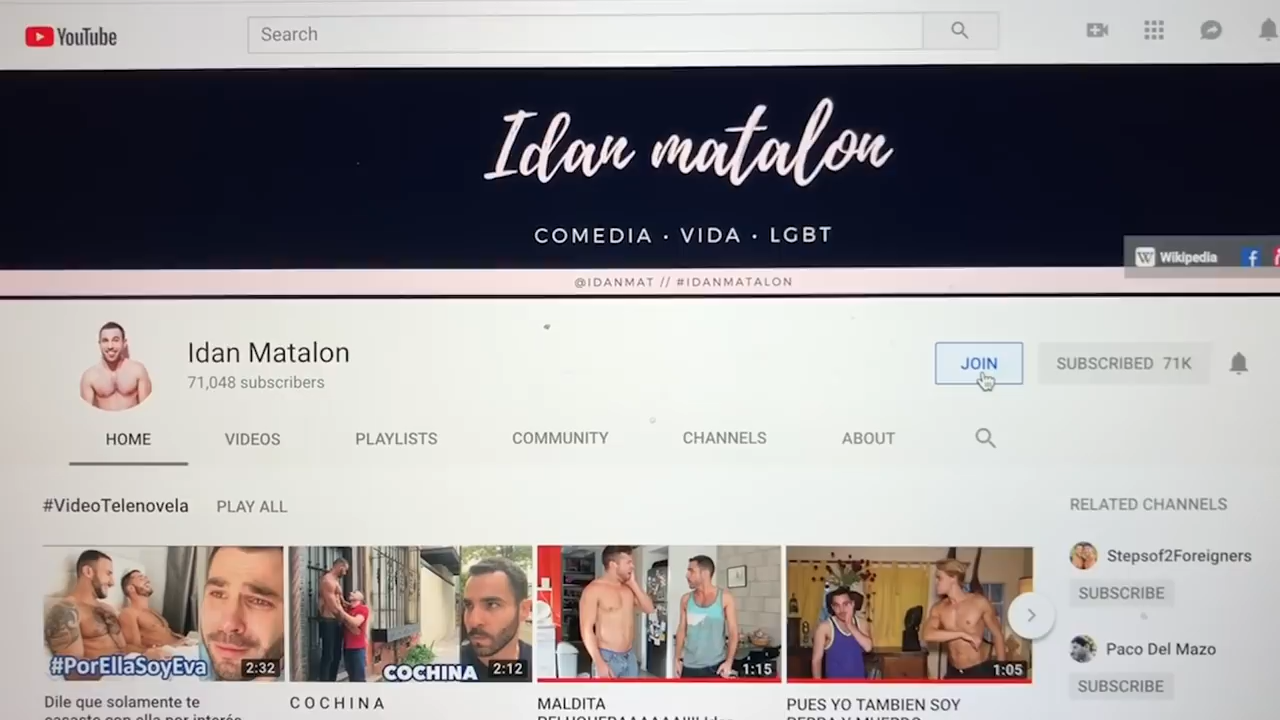 YouTube
Search
Idan matalon
COMEDIA · VIDA · LGBT
Wikipedia
@IDANMAT // #IDANMATALON
Idan Matalon
71,048 subscribers
JOIN
SUBSCRIBED 71K
HOME VIDEOS PLAYLISTS COMMUNITY CHANNELS ABOUT
#VideoTelenovela PLAY ALL
#PorEllaSoyEva
2:32
COCHINA
2:12
1:15
1:05
Dile que solamente te
C O C H I N A
MALDITA
PUES YO TAMBIEN SOY
RELATED CHANNELS
Stepsof2Foreigners
SUBSCRIBE
Paco Del Mazo
SUBSCRIBE